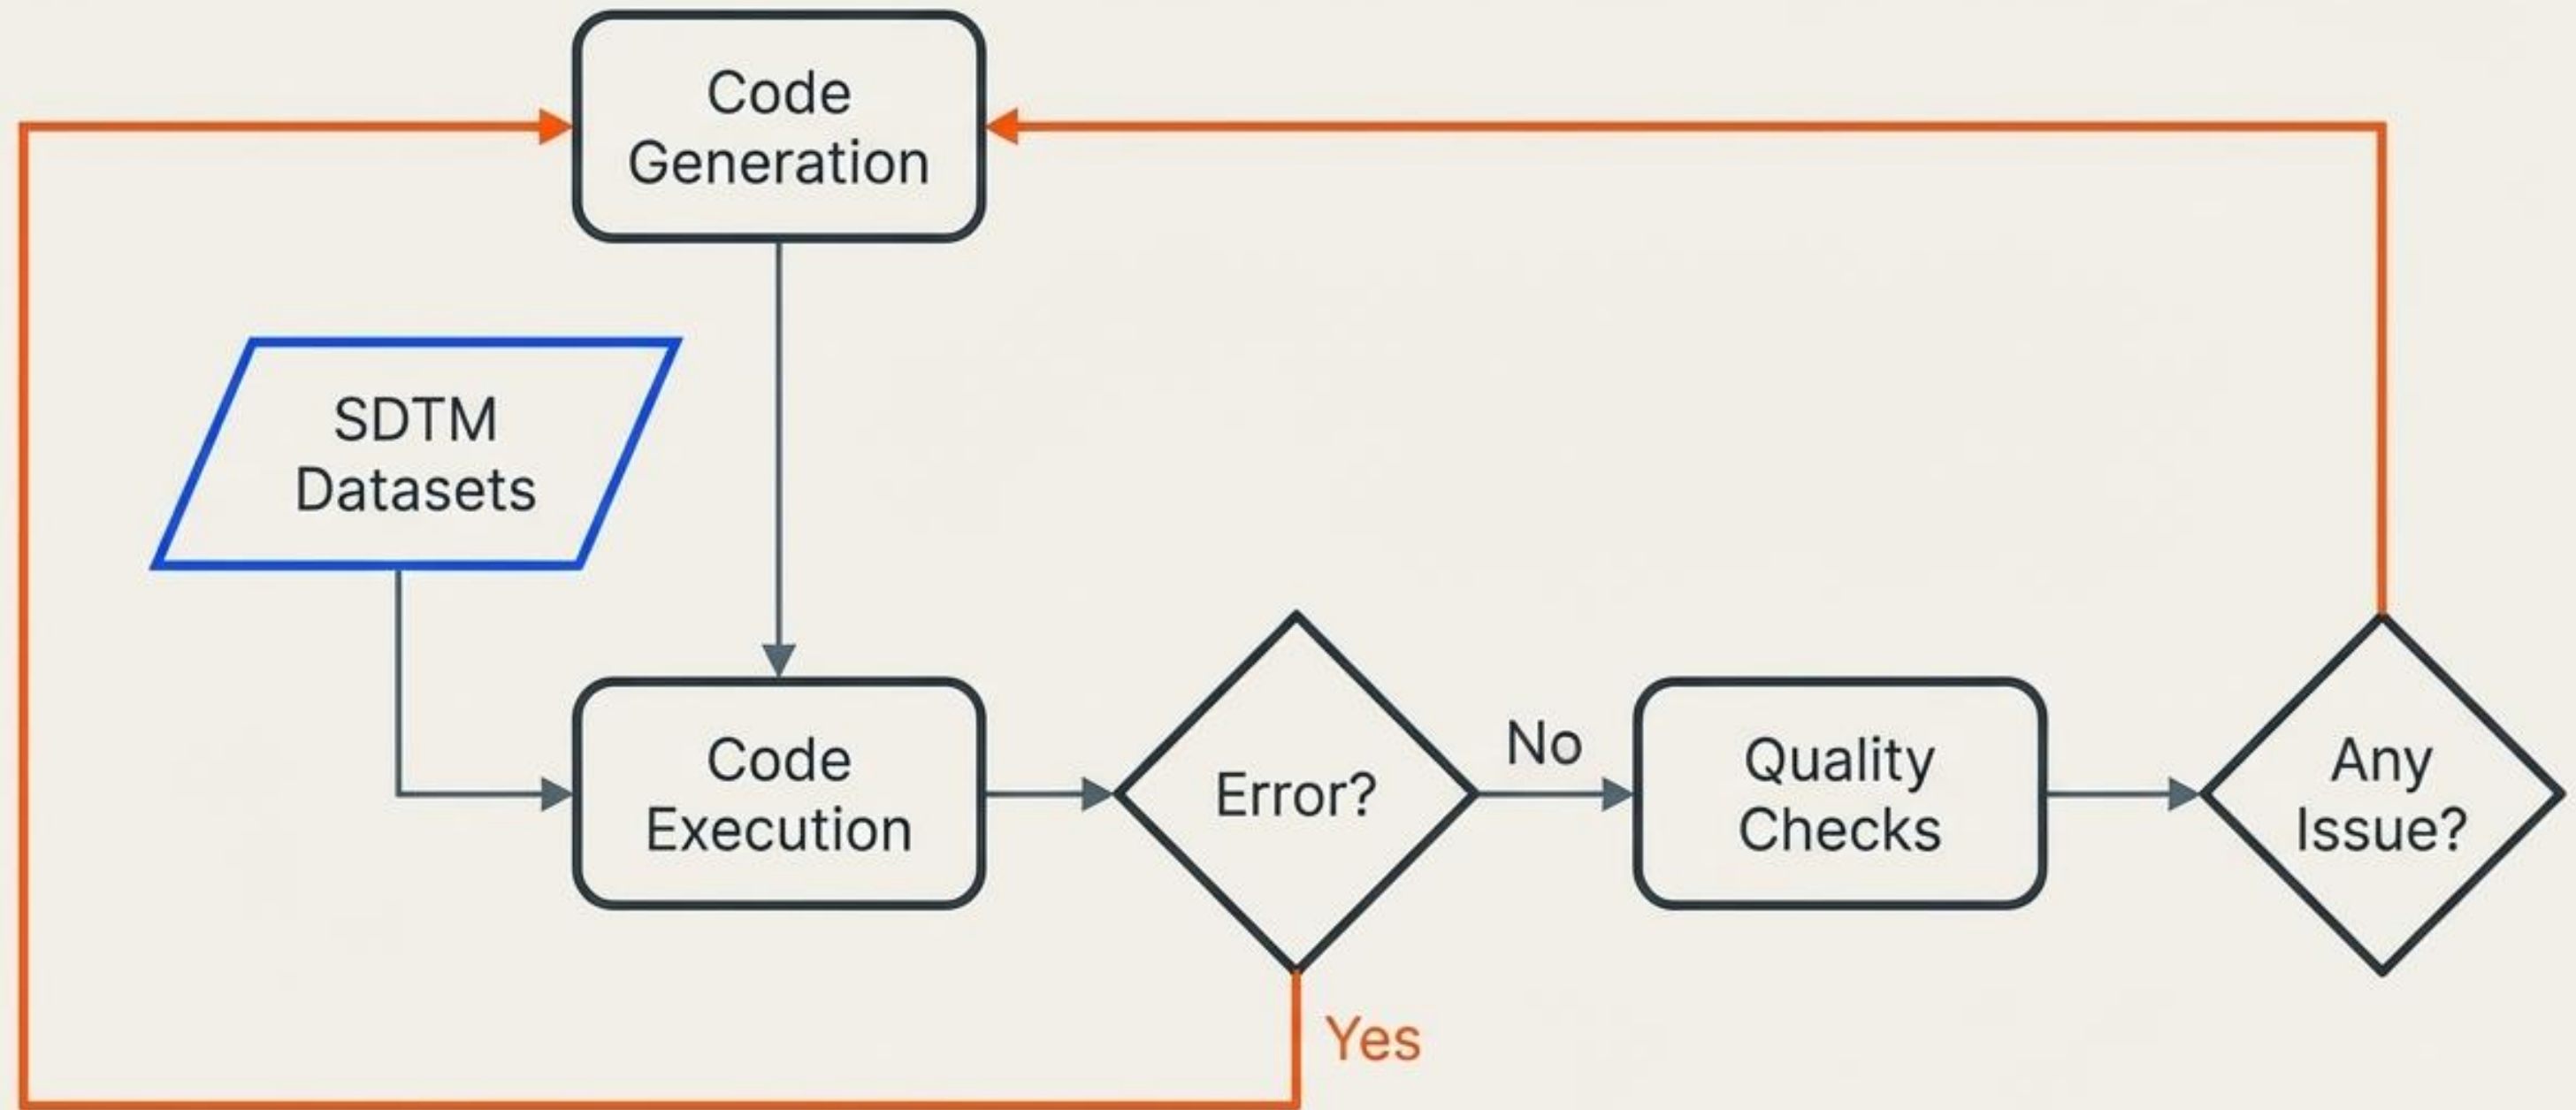 Code
Generation
SDTM
Datasets
Code
Execution
Error?
No
Quality
Checks
Any
Issue?
Yes